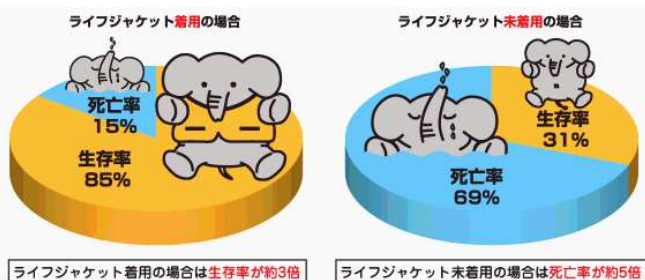 ライフジャケット着用の場合
死亡率
15%
生存率
85%
ライフジャケット着用の場合は生存率が約3倍
ライフジャケット未着用の場合
生存率
31%
死亡率
69%
ライフジャケット未着用の場合は死亡率が約5倍